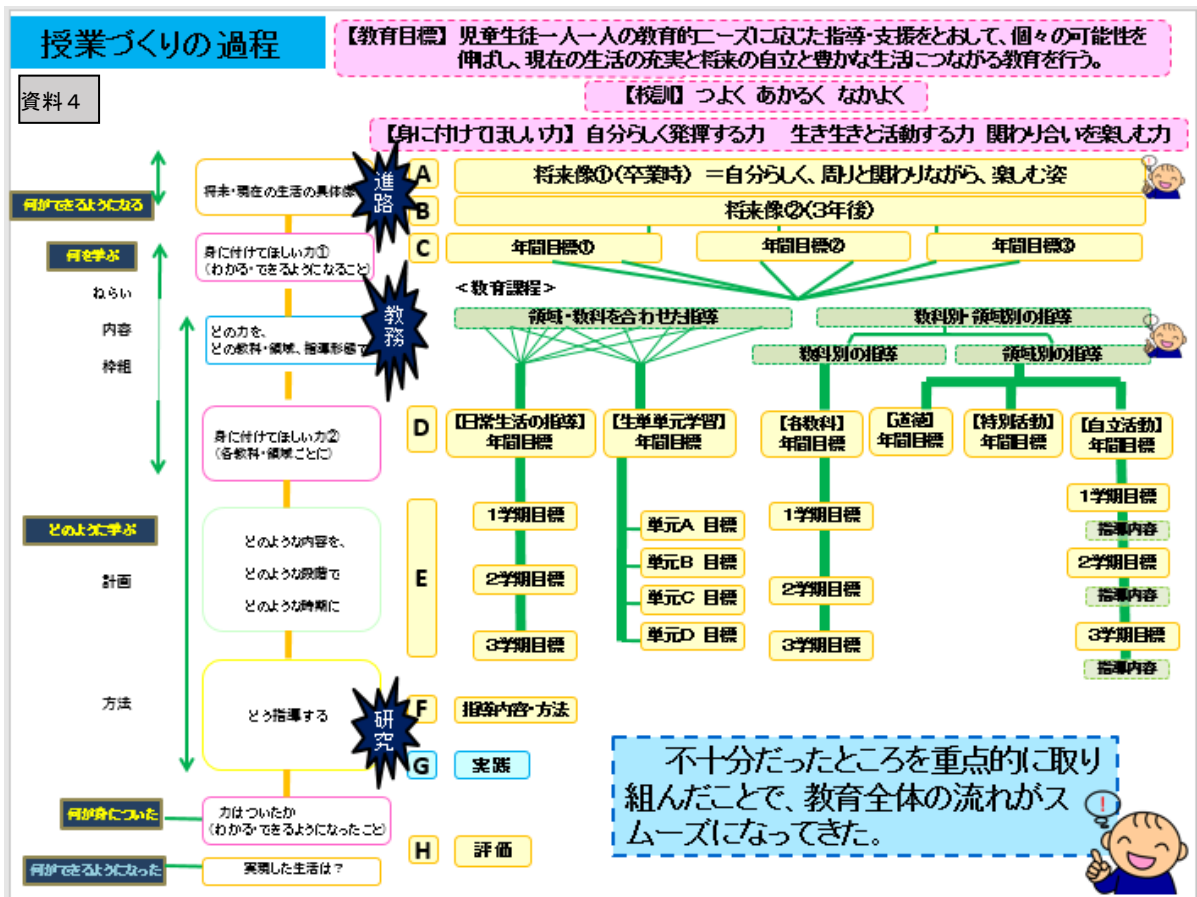 授業づくりの過程
【教育目標】児童生徒一人一人の教育的ニーズに応じた指導・支援をとおして、個々の可能性を
伸ばし、現在の生活の充実と将来の自立と豊かな生活につながる教育を行う。
資料４
【校訓】つよく あかるく なかよく
【身に付けてほしい力】自分らしく発揮する力　生き生きと活動する力 関わり合いを楽しむ力
何ができるようになる
将来・現在の生活の具体像
進路
A
将来像①(卒業時) ＝自分らしく、周りと関わりながら、楽しむ姿
B
将来像②(3年後)
何を学ぶ
身に付けてほしい力①
(わかる・できるようになること)
C
年間目標①
年間目標②
年間目標③
ねらい
内容
枠組
＜教育課程＞
どの力を、
どの教科・領域、指導形態で
教務
領域・教科を合わせた指導
教科別・領域別の指導
教科別の指導
領域別の指導
身に付けてほしい力②
(各教科・領域ごとに)
D
【日常生活の指導】
年間目標
【生単単元学習】
年間目標
【各教科】
年間目標
【道徳】
年間目標
【特別活動】
年間目標
【自立活動】
年間目標
どのように学ぶ
計画
方法
どのような内容を、
どのような段階で
どのような時期に
E
1学期目標
2学期目標
3学期目標
単元A 目標
単元B 目標
単元C 目標
単元D 目標
1学期目標
2学期目標
3学期目標
1学期目標
指導内容
2学期目標
指導内容
3学期目標
指導内容
どう指導する
研究
F
指導内容・方法
G
実践
不十分だったところを重点的に取り
組んだことで、教育全体の流れがス
ムーズになってきた。
何が身についた
力はついたか
(わかる・できるようになったこと)
H
評価
何ができるようになった
実現した生活は？